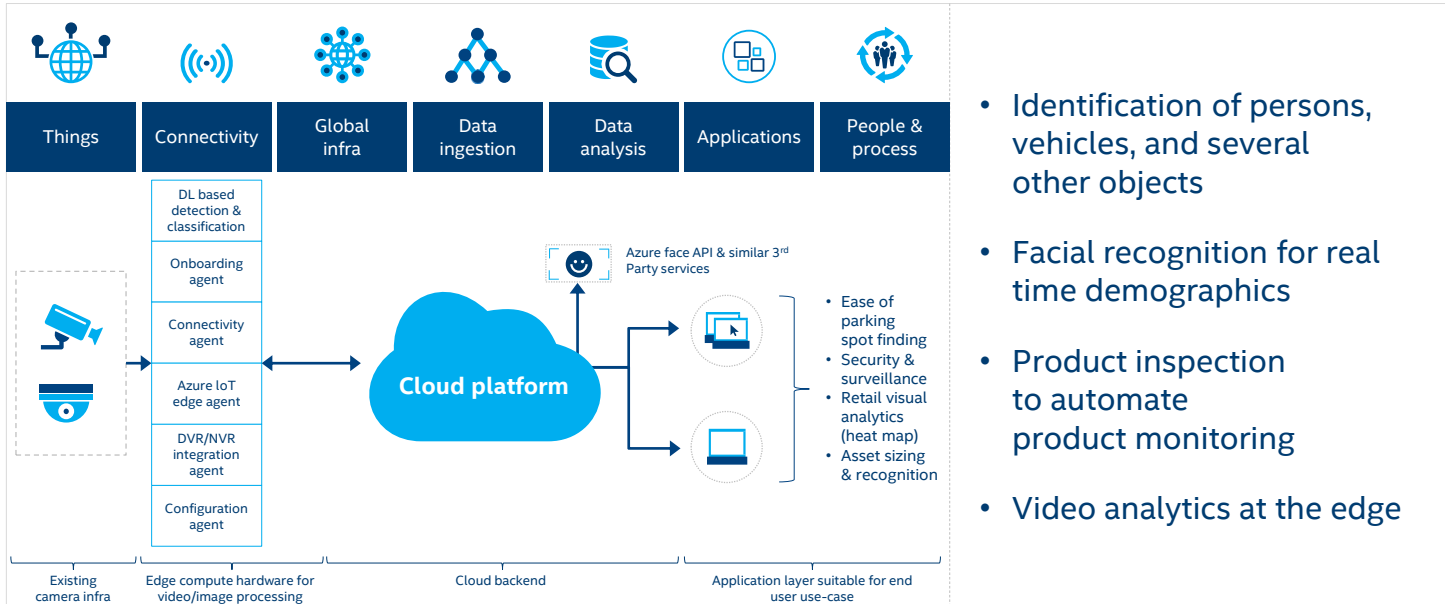 Things
Connectivity
Global
infra
Data
ingestion
Data
analysis
Applications
People &
process
DL based
detection &
classification
Onboarding
agent
Connectivity
agent
Azure IoT
edge agent
DVR/NVR
integration
agent
Configuration
agent
Cloud platform
Azure face API & similar 3rd
Party services
• Ease of
parking
spot finding
• Security &
surveillance
• Retail visual
analytics
(heat map)
• Asset sizing
& recognition
Existing
camera infra
Edge compute hardware for
video/image processing
Cloud backend
Application layer suitable for end
user use-case
• Identification of persons,
vehicles, and several
other objects
• Facial recognition for real
time demographics
• Product inspection
to automate
product monitoring
• Video analytics at the edge